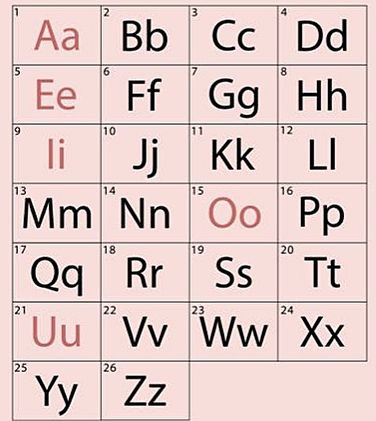 1 Aa 2 Bb 3 Cc 4 Dd
5 Ee 6 Ff 7 Gg 8 Hh
9 Ii 10 Jj 11 Kk 12 Ll
13 Mm 14 Nn 15 Oo 16 Pp
17 Qq 18 Rr 19 Ss 20 Tt
21 Uu 22 Vv 23 Ww 24 Xx
25 Yy 26 Zz